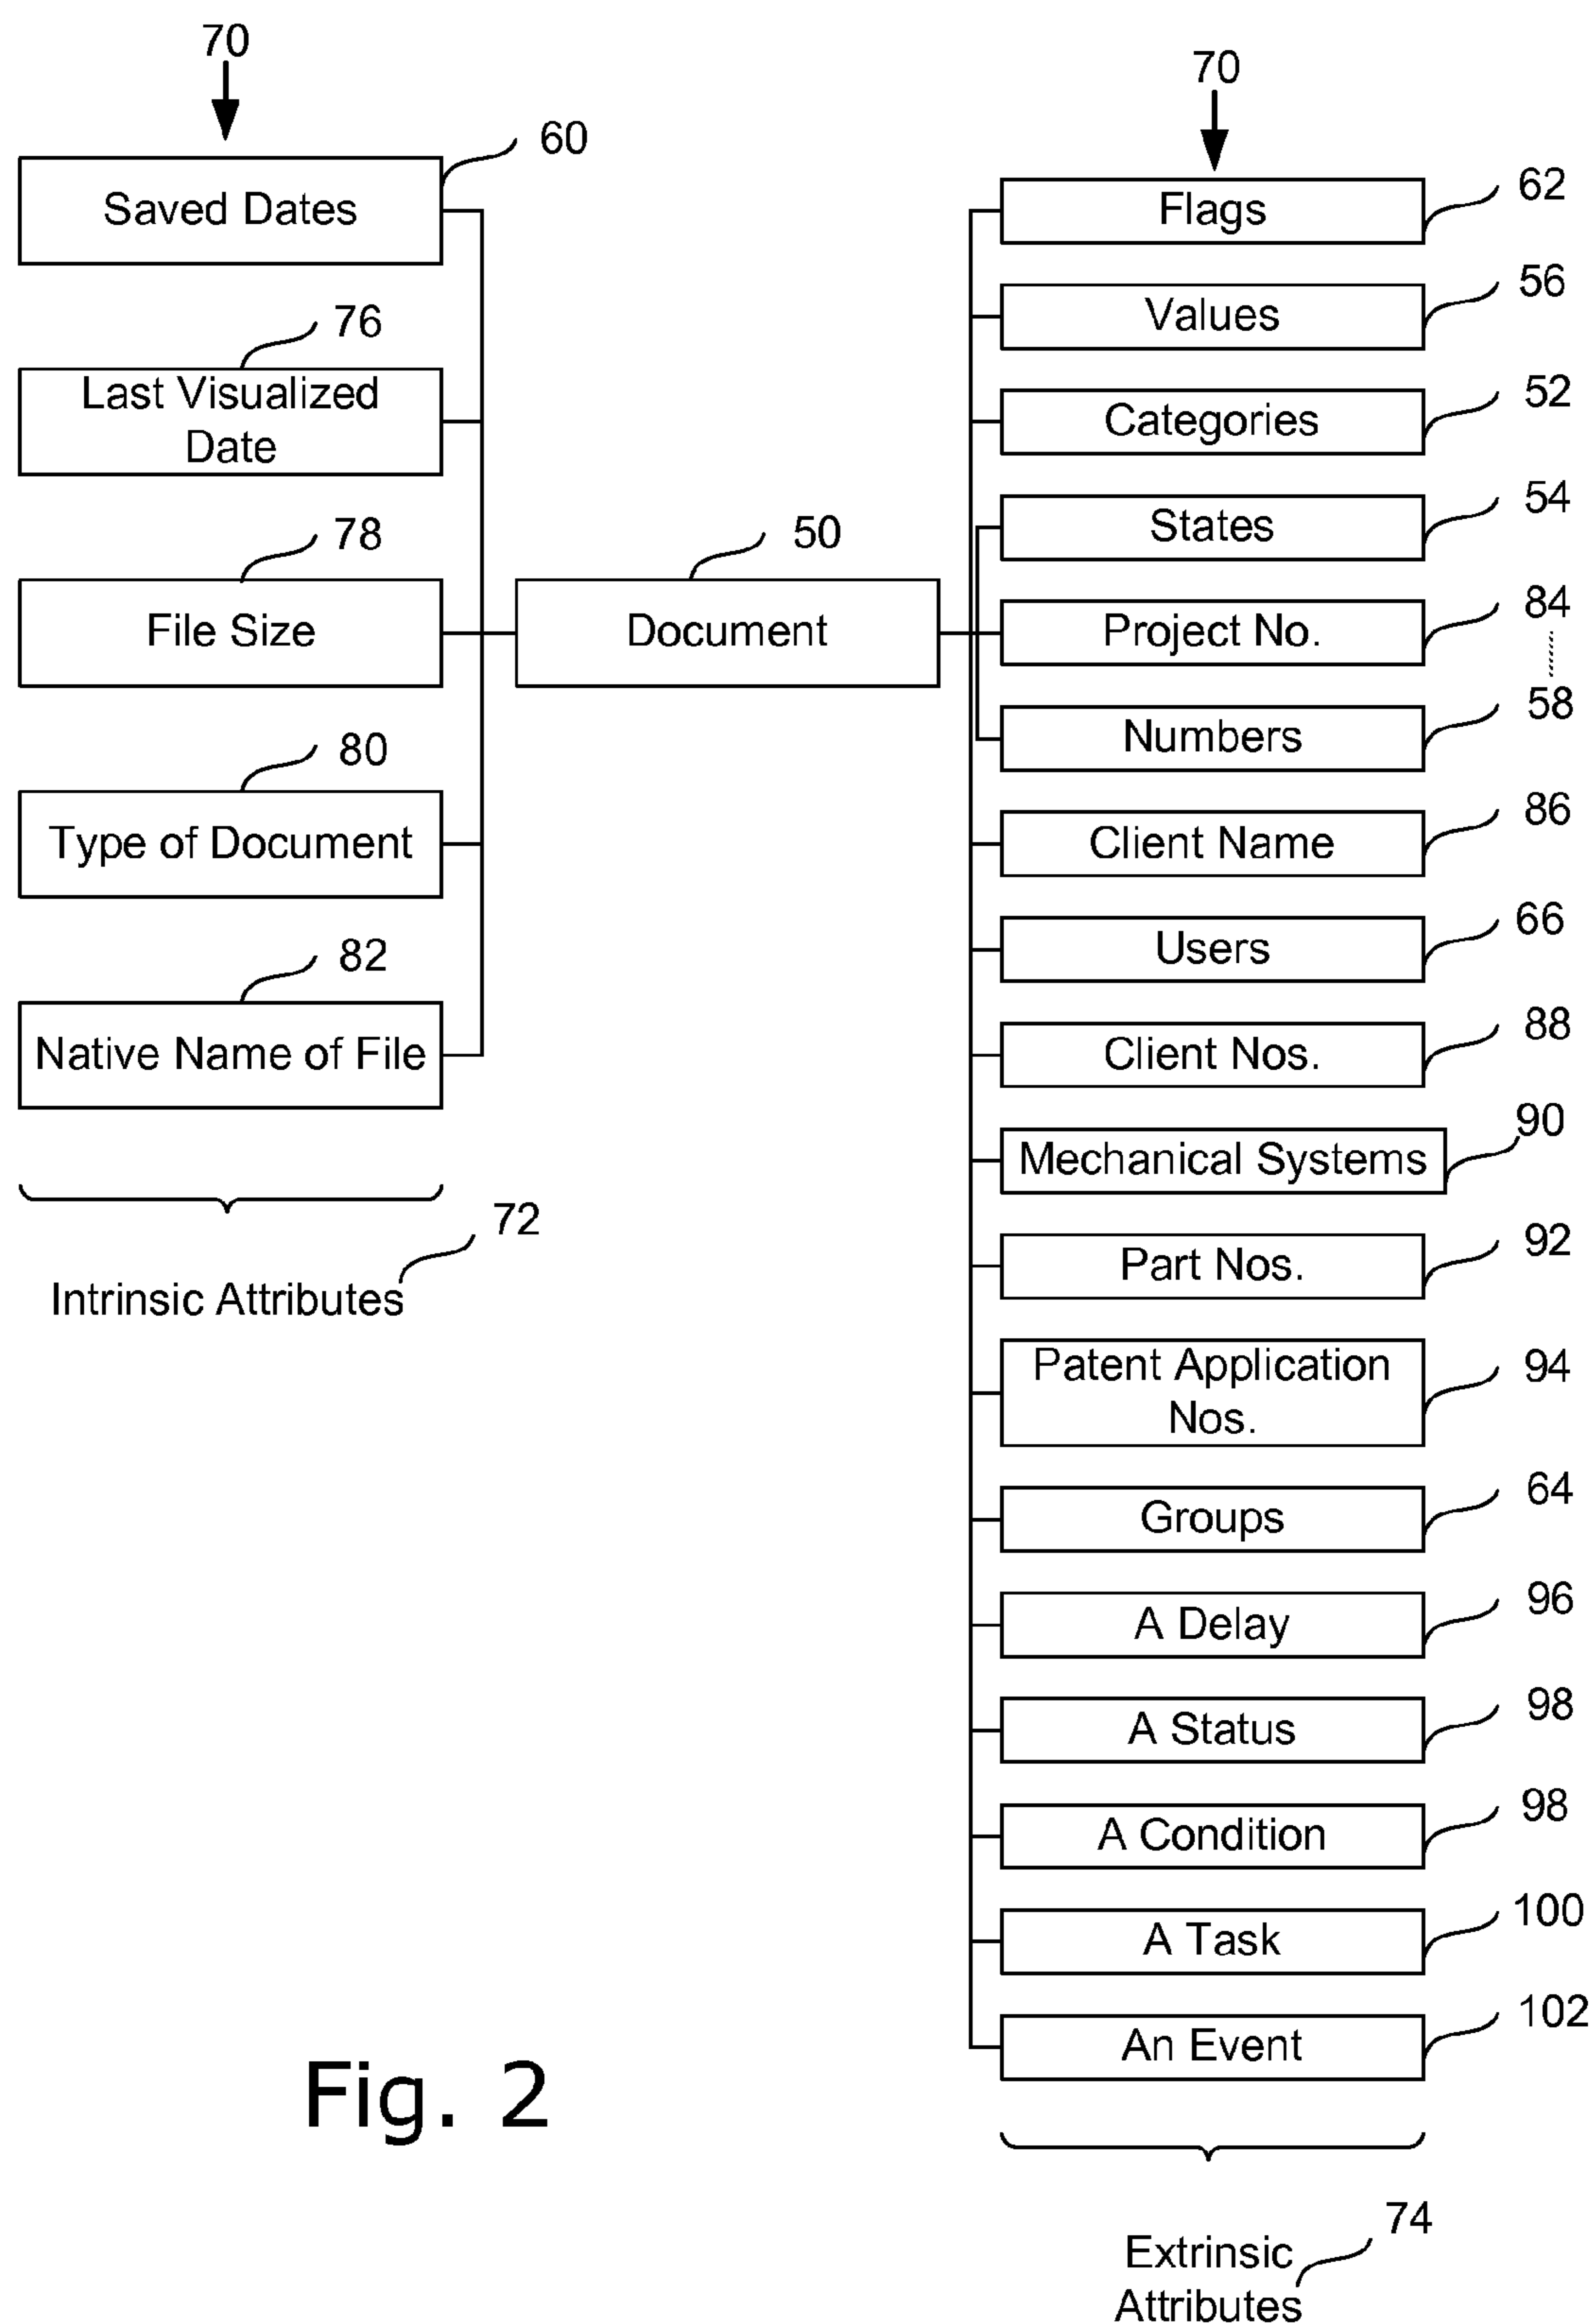 70
60
Saved Dates
76
Last Visualized
Date
78
File Size
80
Type of Document
82
Native Name of File
72
Intrinsic Attributes
50
Document
70
Flags
62
Values
56
Categories
52
States
54
Project No.
84
Numbers
58
Client Name
86
Users
66
Client Nos.
88
Mechanical Systems
90
Part Nos.
92
Patent Application
Nos.
94
Groups
64
A Delay
96
A Status
98
A Condition
98
A Task
100
An Event
102
74
Extrinsic
Attributes
Fig. 2